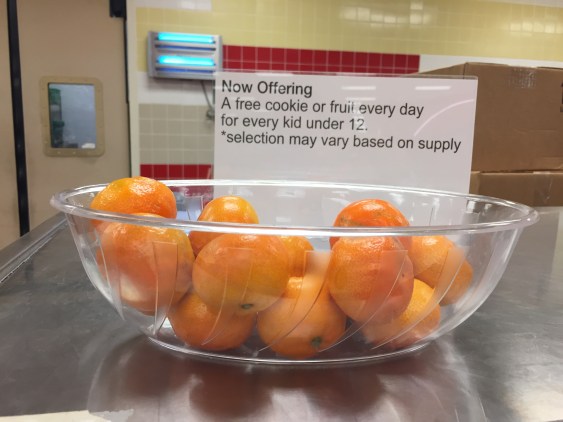 Now Offering
A free cookie or fruit every day
for every kid under 12.
*selection may vary based on supply